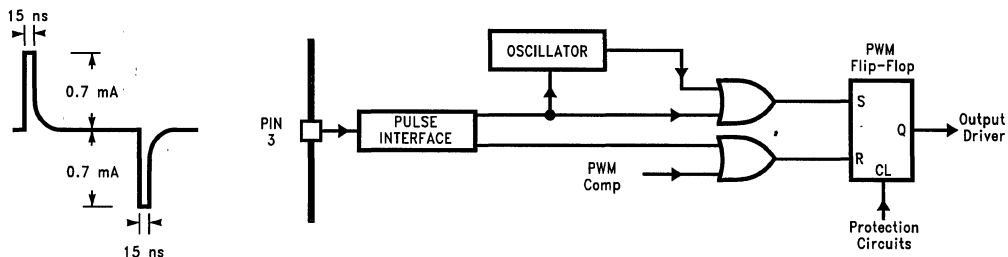 15 ns
0.7 mA
0.7 mA
15 ns
PIN
3
PULSE
INTERFACE
OSCILLATOR
PWM
Comp
PWM
Flip-Flop
S
Q
R
CL
Output
Driver
Protection
Circuits